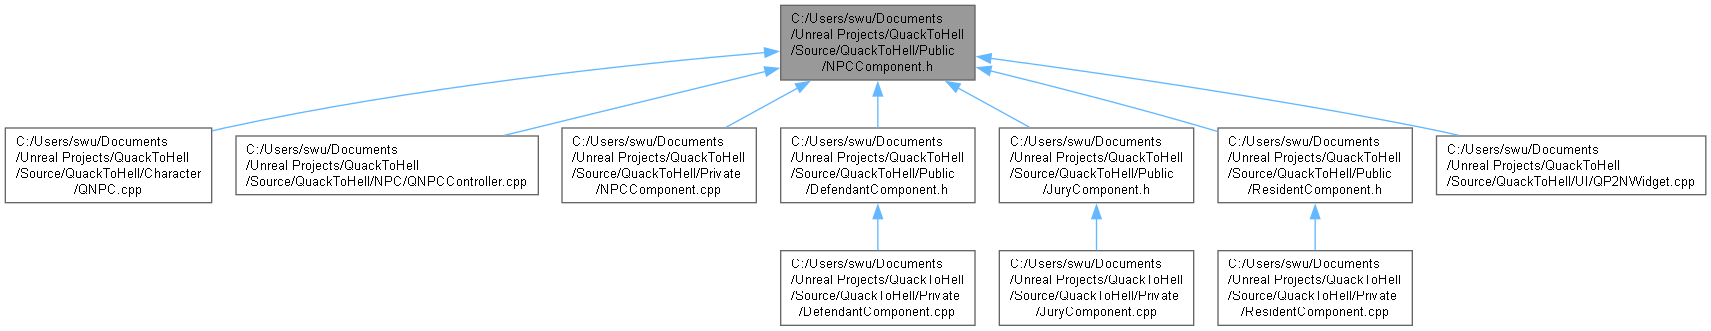 C:/Users/swu/Documents
/Unreal Projects/QuackToHell
/Source/QuackToHell/Public
/NPCComponent.h
C:/Users/swu/Documents
/Unreal Projects/QuackToHell
/Source/QuackToHell/Character
/QNPC.cpp
C:/Users/swu/Documents
/Unreal Projects/QuackToHell
/Source/QuackToHell/NPC/QNPCController.cpp
C:/Users/swu/Documents
/Unreal Projects/QuackToHell
/Source/QuackToHell/Private
/NPCComponent.cpp
C:/Users/swu/Documents
/Unreal Projects/QuackToHell
/Source/QuackToHell/Public
/DefendantComponent.h
C:/Users/swu/Documents
/Unreal Projects/QuackToHell
/Source/QuackToHell/Public
/JuryComponent.h
C:/Users/swu/Documents
/Unreal Projects/QuackToHell
/Source/QuackToHell/Public
/ResidentComponent.h
C:/Users/swu/Documents
/Unreal Projects/QuackToHell
/Source/QuackToHell/UI/QP2NWidget.cpp
C:/Users/swu/Documents
/Unreal Projects/QuackToHell
/Source/QuackToHell/Private
/DefendantComponent.cpp
C:/Users/swu/Documents
/Unreal Projects/QuackToHell
/Source/QuackToHell/Private
/JuryComponent.cpp
C:/Users/swu/Documents
/Unreal Projects/QuackToHell
/Source/QuackToHell/Private
/ResidentComponent.cpp